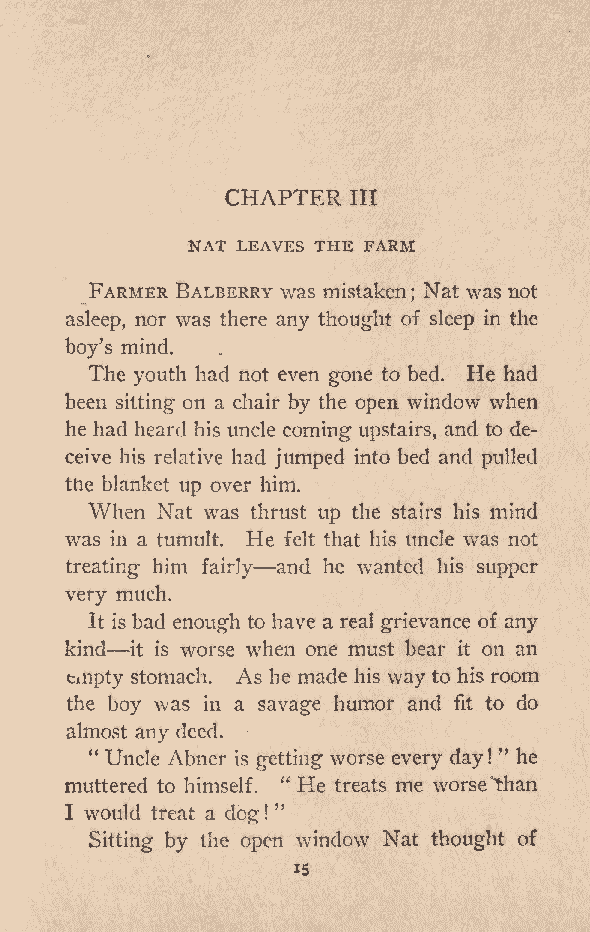 CHAPTER III
NAT LEAVES THE FARM
FARMER BALBERRY was mistaken; Nat was not
asleep, nor was there any thought of sleep in the
boy's mind.
The youth had not even gone to bed. He had
been sitting on a chair by the open window when
he had heard his uncle coming upstairs, and to de-
ceive his relative had jumped into bed and pulled
the blanket up over him.
When Nat was thrust up the stairs his mind
was in a tumult. He felt that his uncle was not
treating him fairly—and he wanted his supper
very much.
It is bad enough to have a real grievance of any
kind—it is worse when one must bear it on an
empty stomach. As he made his way to his room
the boy was in a savage humor and fit to do
almost any deed.
"Uncle Abner is getting worse every day!" he
muttered to himself. "He treats me worse than
I would treat a dog!"
Sitting by the open window Nat thought of
15